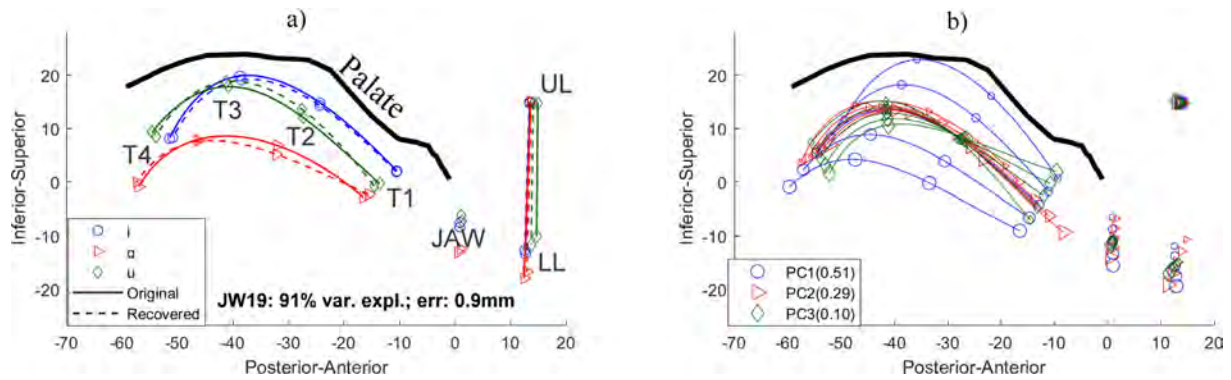 a)
20
10
0
-10
-20
Inferior-Superior
Palate
UL
T3
T2
T4
T1
JAW
LL
i
ɑ
u
Original
Recovered
JW19: 91% var. expl.; err: 0.9mm
-70 -60 -50 -40 -30 -20 -10 0 10 20
Posterior-Anterior
b)
20
10
0
-10
-20
Inferior-Superior
PC1(0.51)
PC2(0.29)
PC3(0.10)
-70 -60 -50 -40 -30 -20 -10 0 10 20
Posterior-Anterior